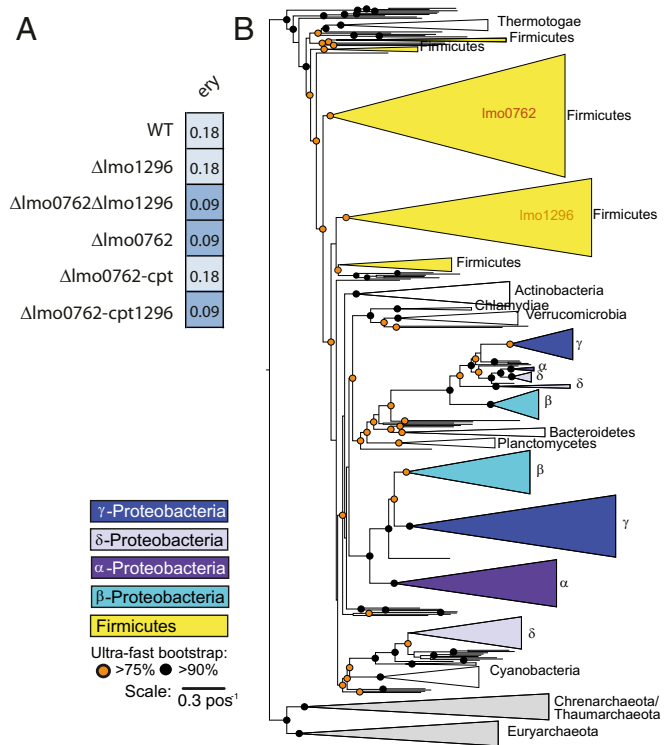 A
B
ery
WT 0.18
Δlmo1296 0.18
Δlmo0762Δlmo1296 0.09
Δlmo0762 0.09
Δlmo0762-cpt 0.18
Δlmo0762-cpt1296 0.09
γ-Proteobacteria
δ-Proteobacteria
α-Proteobacteria
β-Proteobacteria
Firmicutes
Ultra-fast bootstrap:
>75% >90%
Scale: 0.3 pos⁻¹
Thermotogae
Firmicutes
Firmicutes
lmo0762
Firmicutes
lmo1296
Firmicutes
Firmicutes
Actinobacteria
Chlamydiae
Verrucomicrobia
γ
α
δ
δ
β
Bacteroidetes
Planctomycetes
β
γ
α
δ
Cyanobacteria
Chrenarchaeota/
Thaumarchaeota
Euryarchaeota